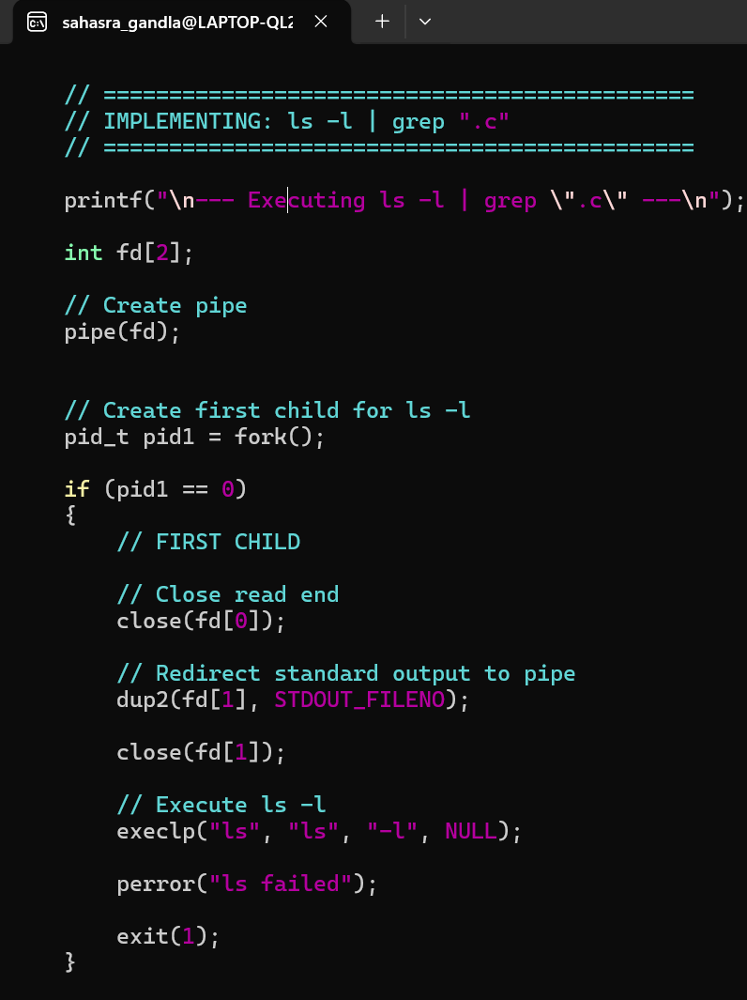 sahasra_gandla@LAPTOP-QL2
// =============================================
// IMPLEMENTING: ls -l | grep ".c"
// =============================================
printf("\n--- Executing ls -l | grep \".c\" ---\n");
int fd[2];
// Create pipe
pipe(fd);
// Create first child for ls -l
pid_t pid1 = fork();
if (pid1 == 0)
{
// FIRST CHILD
// Close read end
close(fd[0]);
// Redirect standard output to pipe
dup2(fd[1], STDOUT_FILENO);
close(fd[1]);
// Execute ls -l
execlp("ls", "ls", "-l", NULL);
perror("ls failed");
exit(1);
}